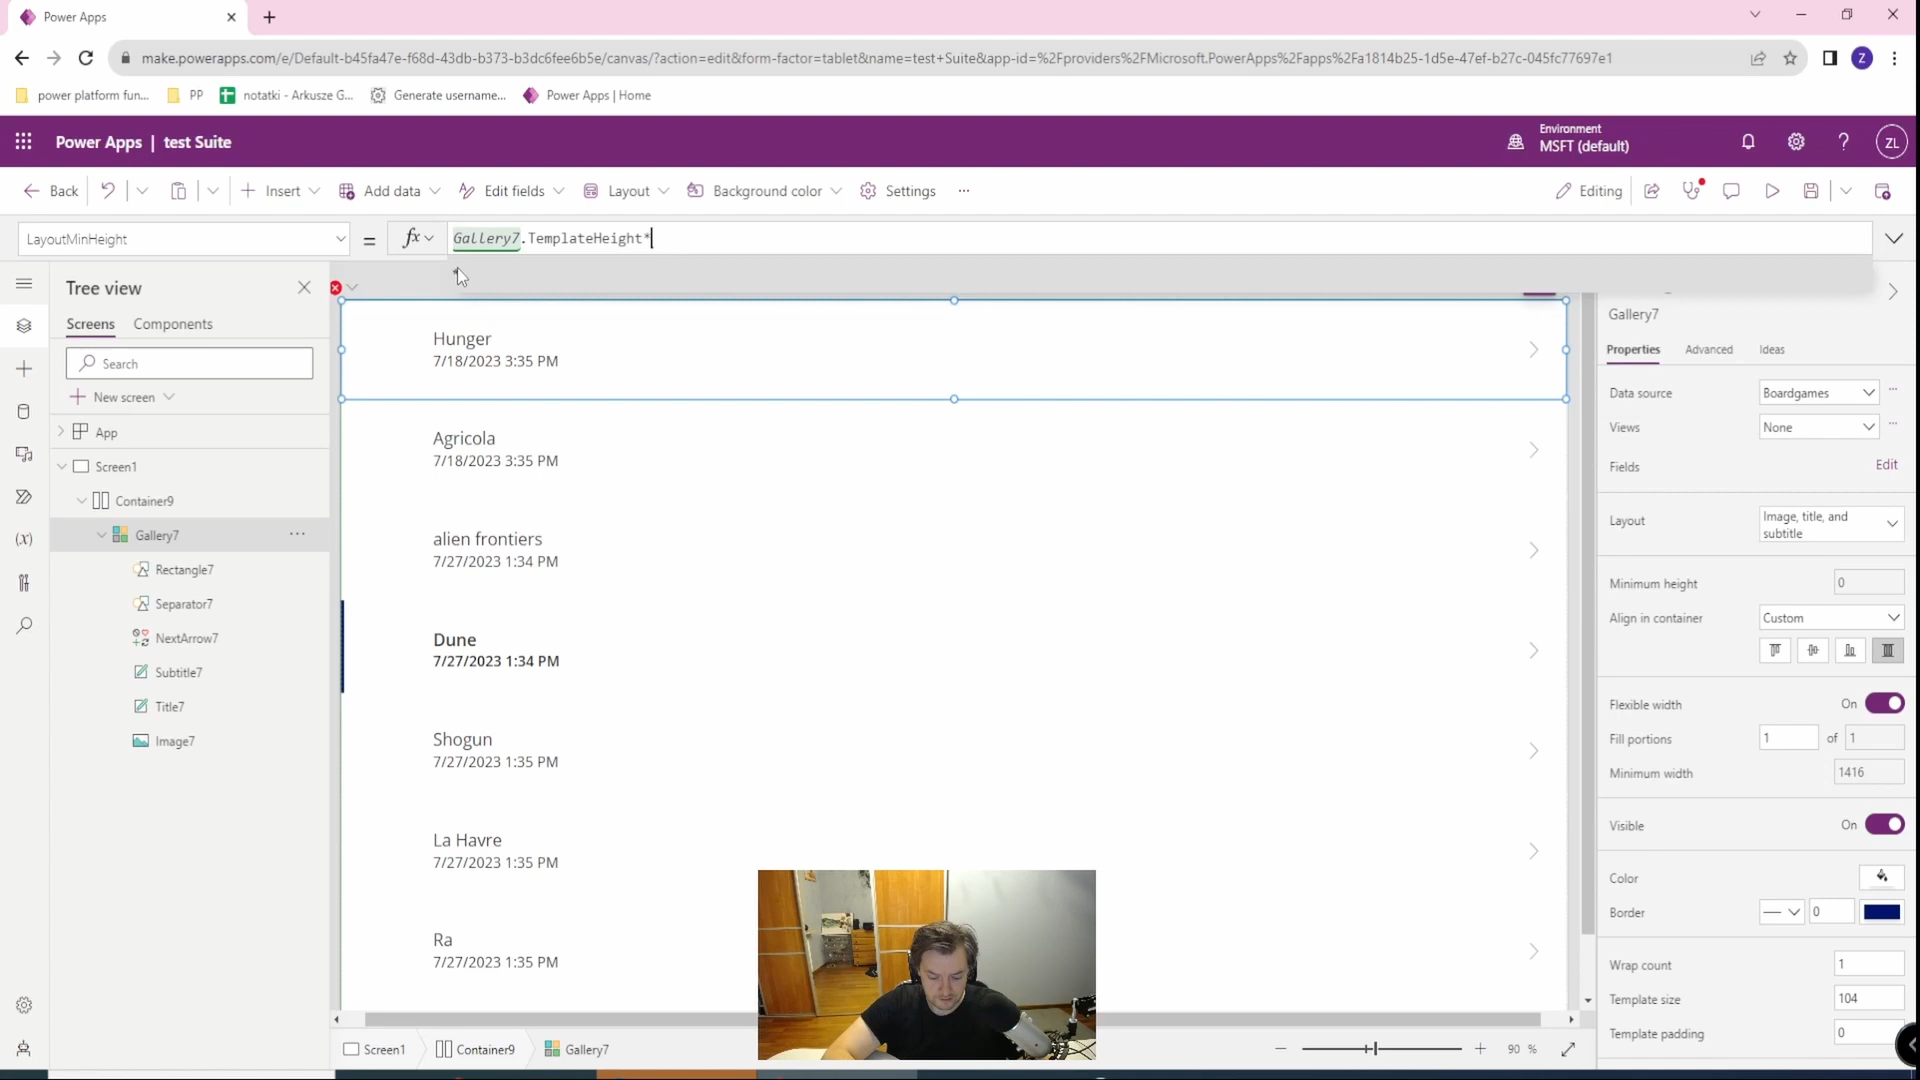 Power Apps
make.powerapps.com/e/Default-b45fa47e-f68d-43db-b373-b3dc6fee6b5e/canvas/?action=edit&form-factor=tablet&name=test+Suite&app-id=%2Fproviders%2FMicrosoft.PowerApps%2Fapps%2Fa1814b25-1d5e-47ef-b27c-045fc77697e1
Z
power platform fun... PP notatki - Arkusze G... Generate username... Power Apps | Home
Power Apps | test Suite
Environment
MSFT (default)
ZL
Back Insert Add data Edit fields Layout Background color Settings ... Editing
LayoutMinHeight = fx Gallery7.TemplateHeight*
*
Tree view
Screens Components
Search
New screen
App
Screen1
Container9
Gallery7 ...
Rectangle7
Separator7
NextArrow7
Subtitle7
Title7
Image7
Hunger
7/18/2023 3:35 PM
Agricola
7/18/2023 3:35 PM
alien frontiers
7/27/2023 1:34 PM
Dune
7/27/2023 1:34 PM
Shogun
7/27/2023 1:35 PM
La Havre
7/27/2023 1:35 PM
Ra
7/27/2023 1:35 PM
Gallery7
Properties Advanced Ideas
Data source Boardgames ...
Views None ...
Fields Edit
Layout Image, title, and
subtitle
Minimum height 0
Align in container Custom
Flexible width On
Fill portions 1 of 1
Minimum width 1416
Visible On
Color
Border 0
Wrap count 1
Template size 104
Template padding 0
Screen1 Container9 Gallery7 90 %